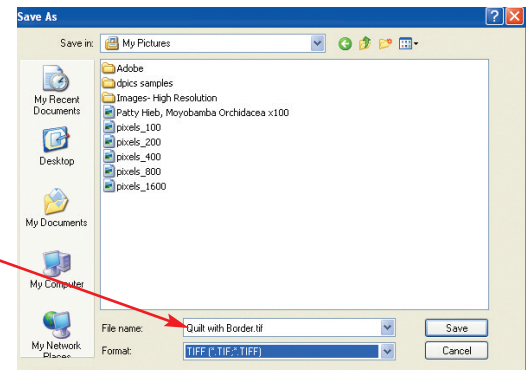 Save As
Save in:
My Pictures
Adobe
dpics samples
Images- High Resolution
Patty Hieb, Moyobamba Orchidacea x100
pixels_100
pixels_200
pixels_400
pixels_800
pixels_1600
My Recent
Documents
Desktop
My Documents
My Computer
My Network
Places
File name:
Quilt with Border.tif
Save
Format:
TIFF (*.TIF;*.TIFF)
Cancel